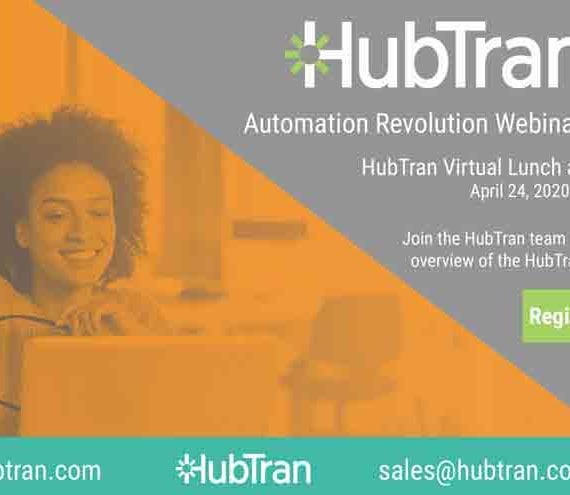 HubTran
Automation Revolution Webina
HubTran Virtual Lunch a
April 24, 2020
Join the HubTran team
overview of the HubTra
Regi
btran.com
HubTran
sales@hubtran.co